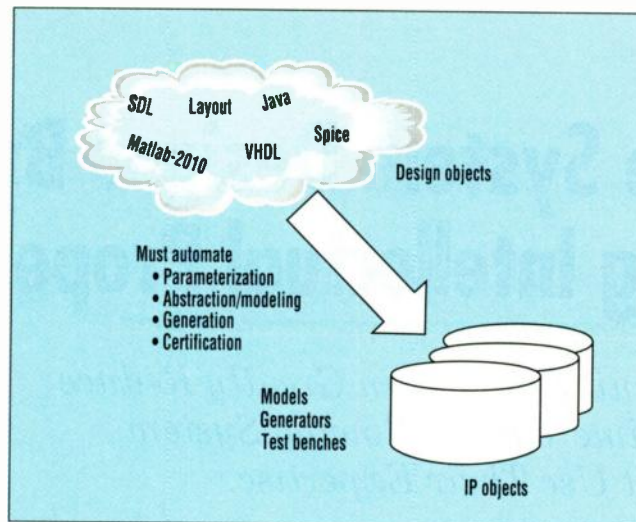 SDL
Layout
Java
Matlab-2010
VHDL
Spice
Design objects
Must automate
• Parameterization
• Abstraction/modeling
• Generation
• Certification
Models
Generators
Test benches
IP objects